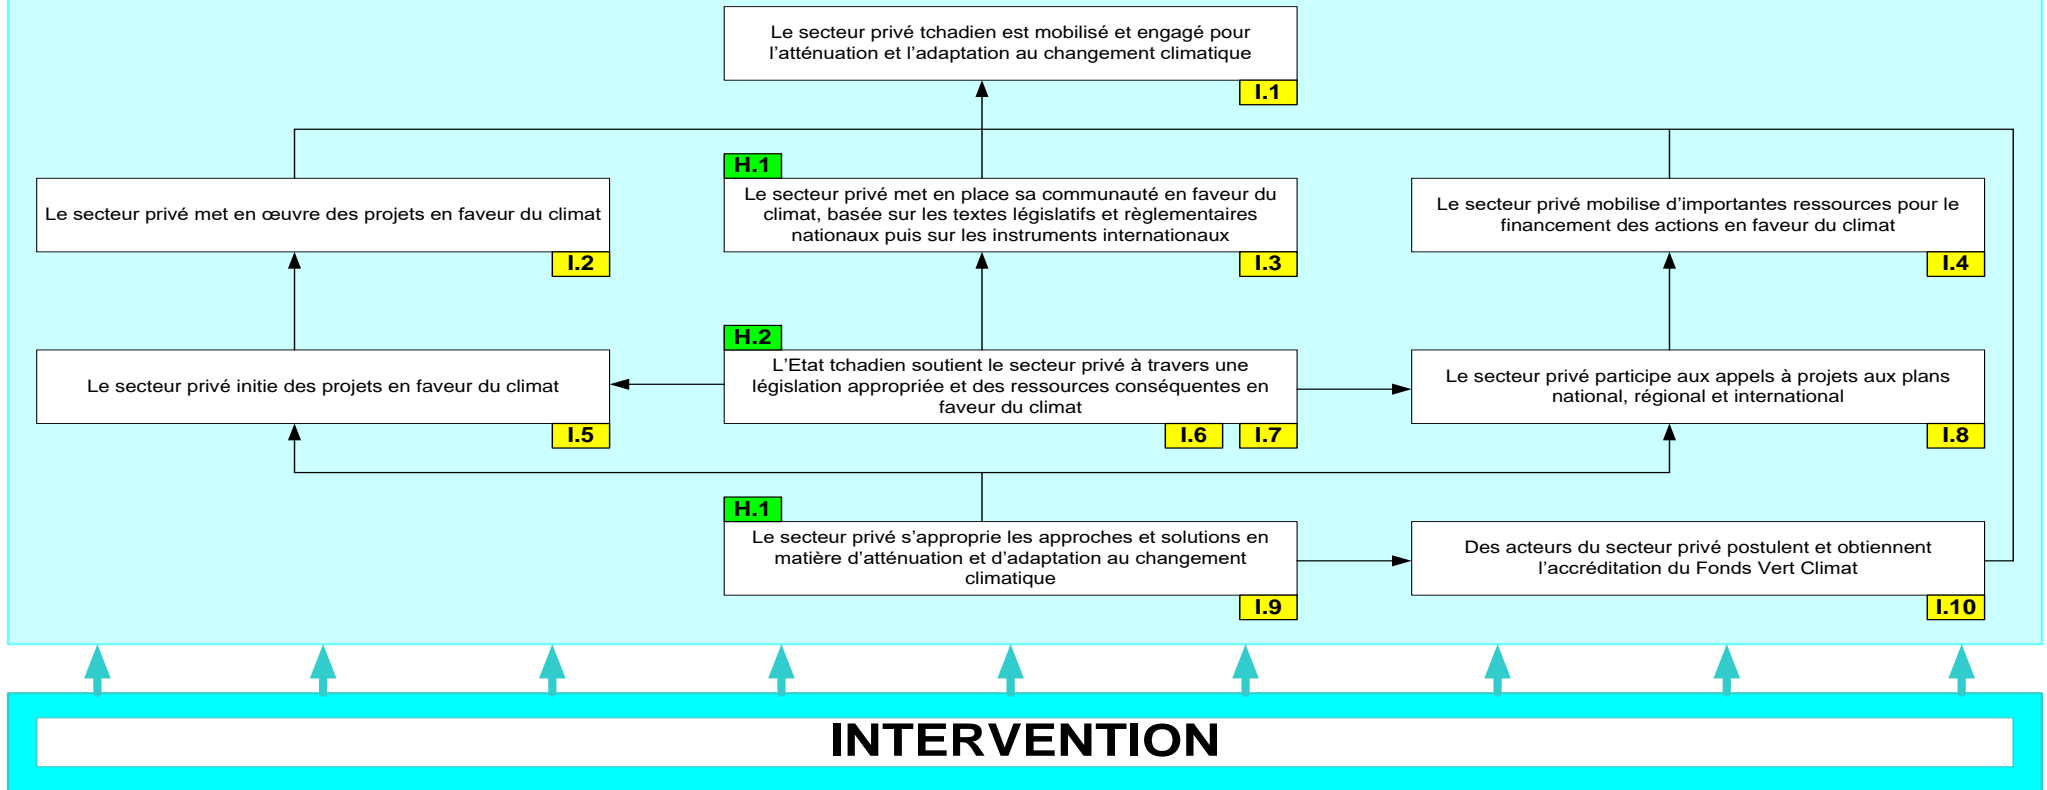 Le secteur privé tchadien est mobilisé et engagé pour
l’atténuation et l’adaptation au changement climatique
I.1
Le secteur privé met en œuvre des projets en faveur du climat
I.2
H.1
Le secteur privé met en place sa communauté en faveur du
climat, basée sur les textes législatifs et règlementaires
nationaux puis sur les instruments internationaux
I.3
Le secteur privé mobilise d’importantes ressources pour le
financement des actions en faveur du climat
I.4
Le secteur privé initie des projets en faveur du climat
I.5
H.2
L’Etat tchadien soutient le secteur privé à travers une
législation appropriée et des ressources conséquentes en
faveur du climat
I.6 I.7
Le secteur privé participe aux appels à projets aux plans
national, régional et international
I.8
H.1
Le secteur privé s’approprie les approches et solutions en
matière d’atténuation et d’adaptation au changement
climatique
I.9
Des acteurs du secteur privé postulent et obtiennent
l’accréditation du Fonds Vert Climat
I.10
INTERVENTION